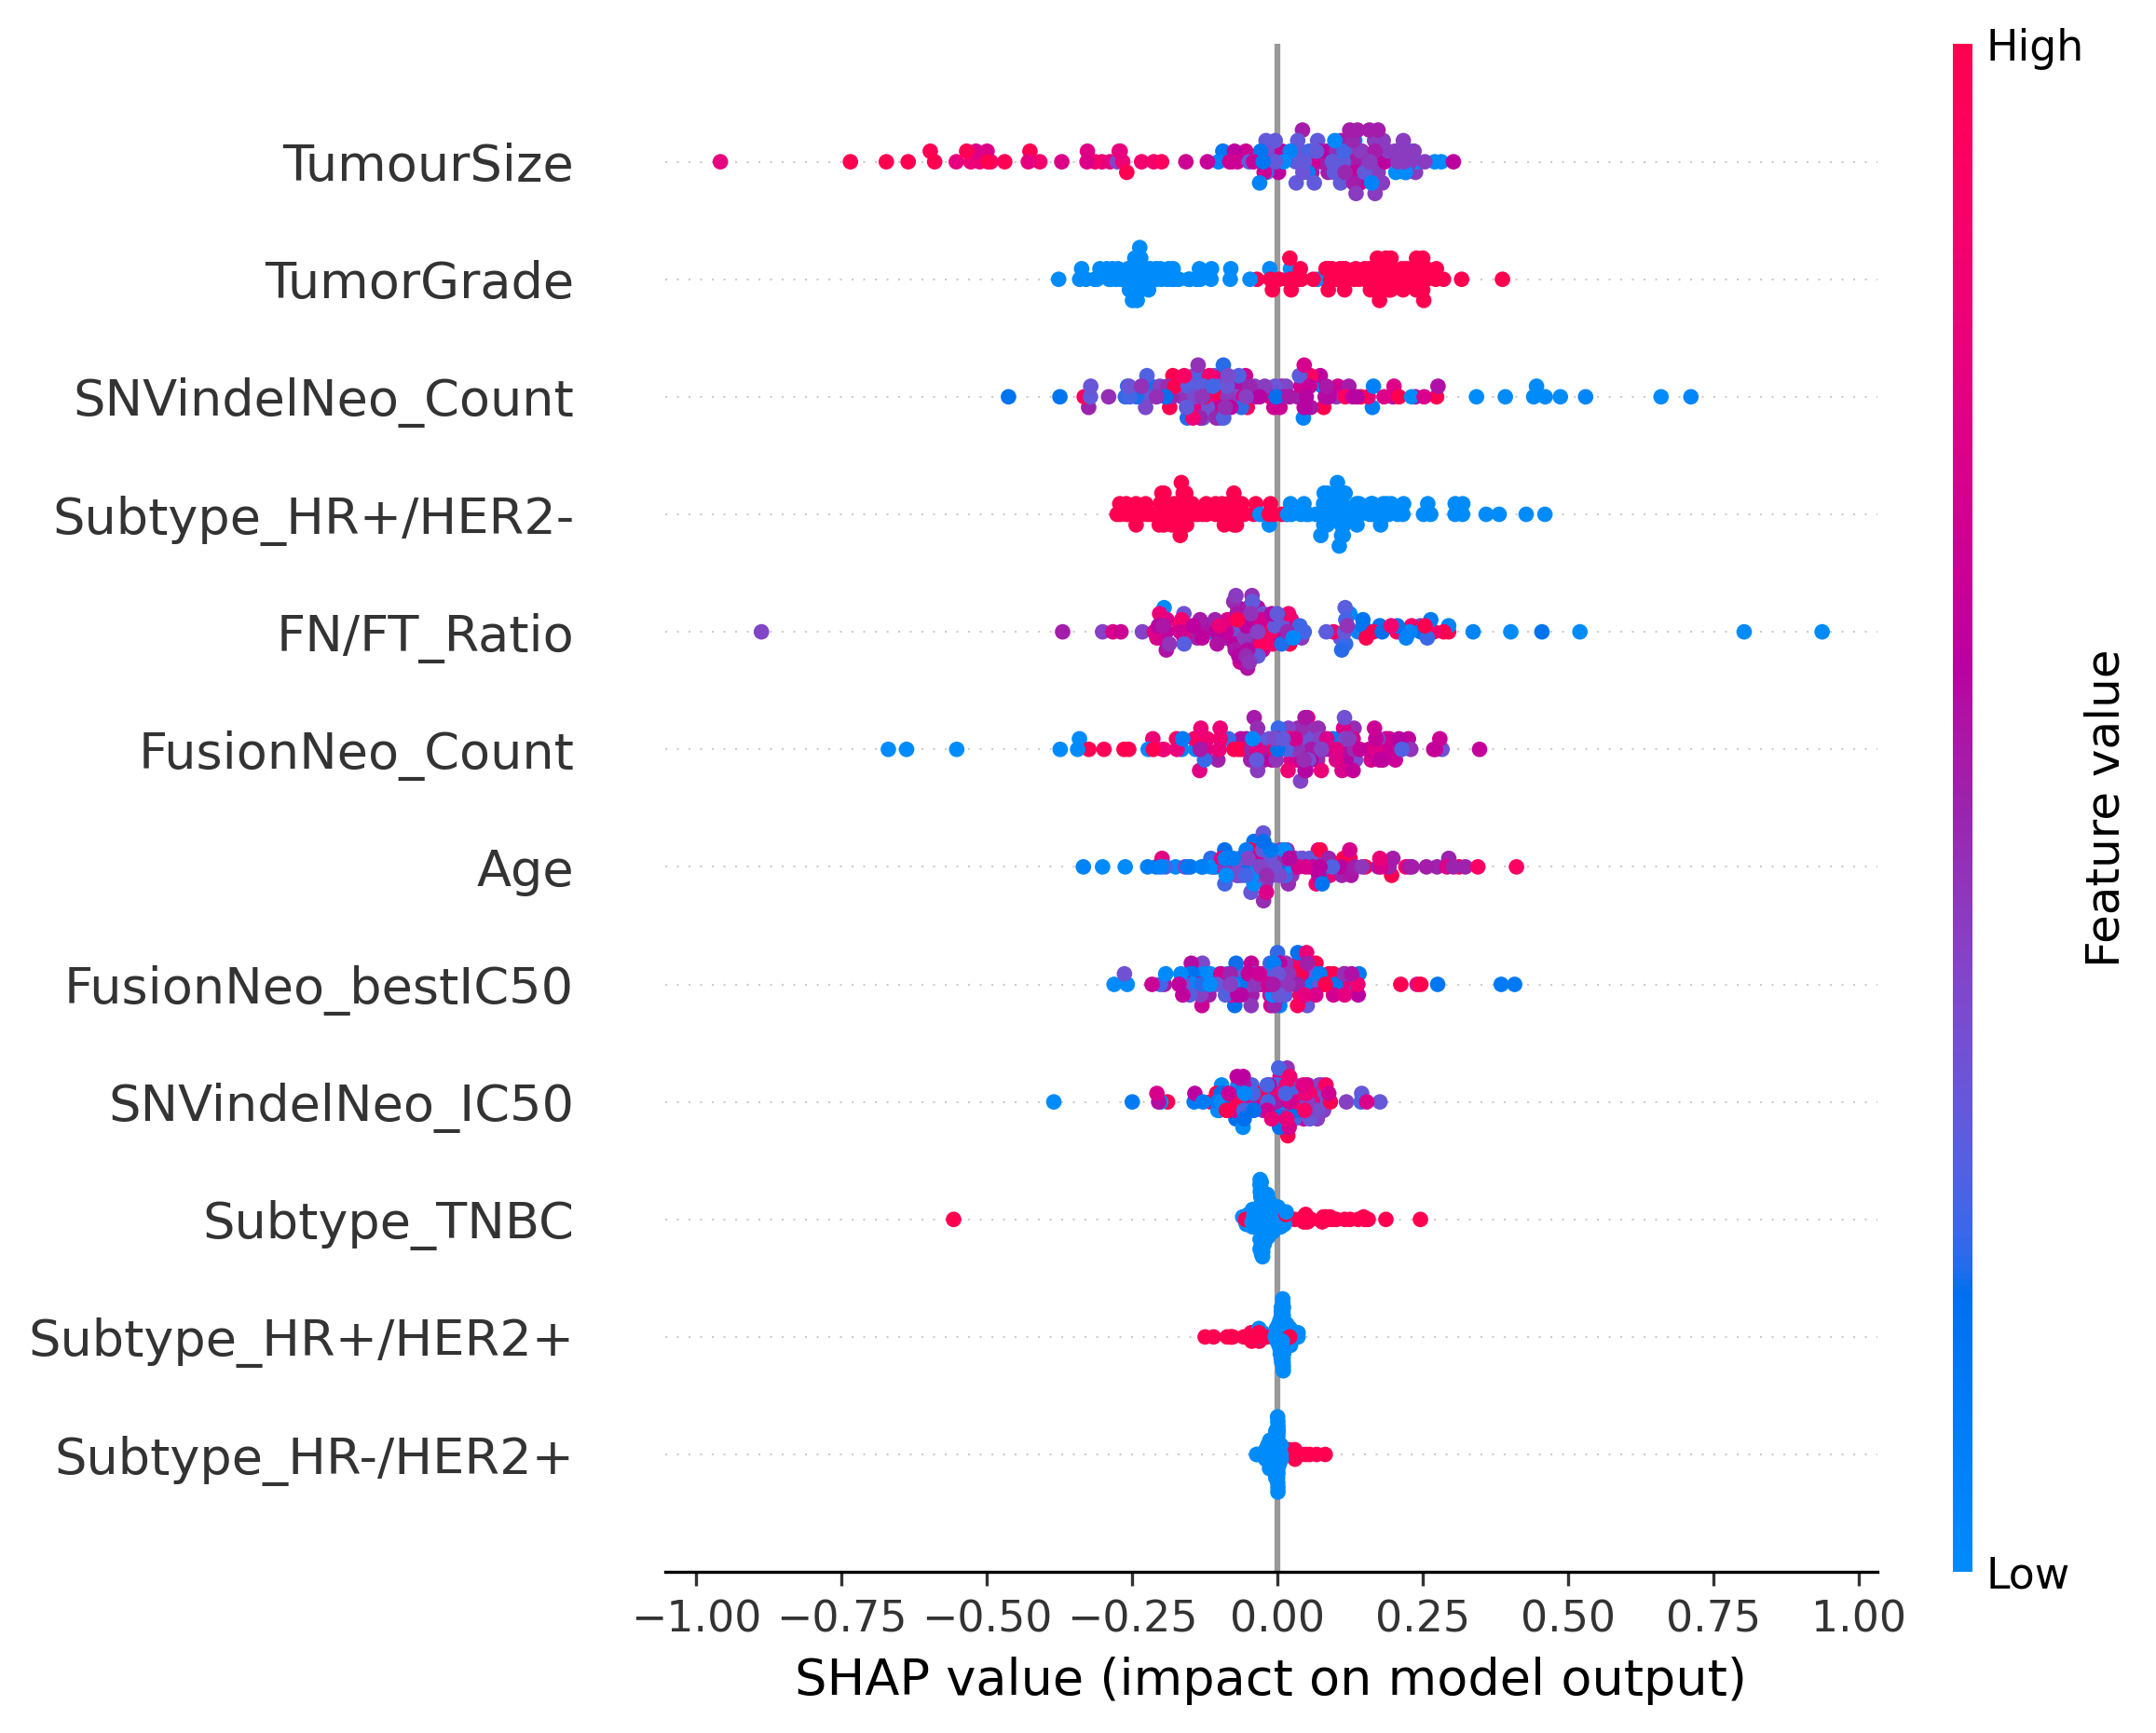 High
TumourSize
TumorGrade
SNVindelNeo_Count
Subtype_HR+/HER2-
FN/FT_Ratio
FusionNeo_Count
Age
FusionNeo_bestIC50
SNVindelNeo_IC50
Subtype_TNBC
Subtype_HR+/HER2+
Subtype_HR-/HER2+
Feature value
Low
−1.00 −0.75 −0.50 −0.25 0.00 0.25 0.50 0.75 1.00
SHAP value (impact on model output)